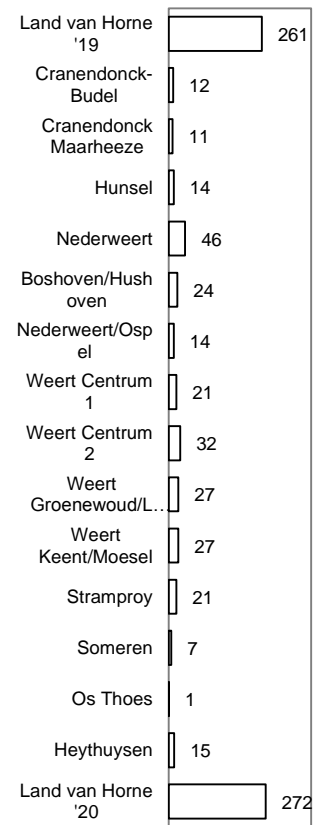 Land van Horne
'19
261
Cranendonck-
Budel
12
Cranendonck
Maarheeze
11
Hunsel
14
Nederweert
46
Boshoven/Hush
oven
24
Nederweert/Osp
el
14
Weert Centrum
1
21
Weert Centrum
2
32
Weert
Groenewoud/L…
27
Weert
Keent/Moesel
27
Stramproy
21
Someren
7
Os Thoes
1
Heythuysen
15
Land van Horne
'20
272